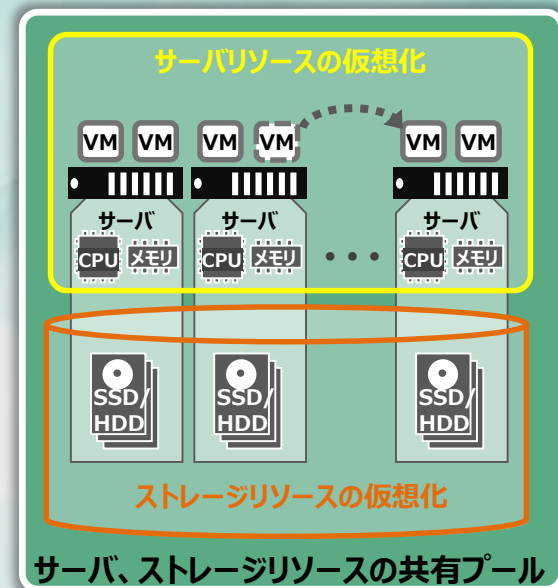 サーバリソースの仮想化
VM VM VM VM VM VM
サーバ サーバ サーバ
CPU メモリ CPU メモリ ・・・ CPU メモリ
SSD/ SSD/ SSD/
HDD HDD HDD
ストレージリソースの仮想化
サーバ、ストレージリソースの共有プール